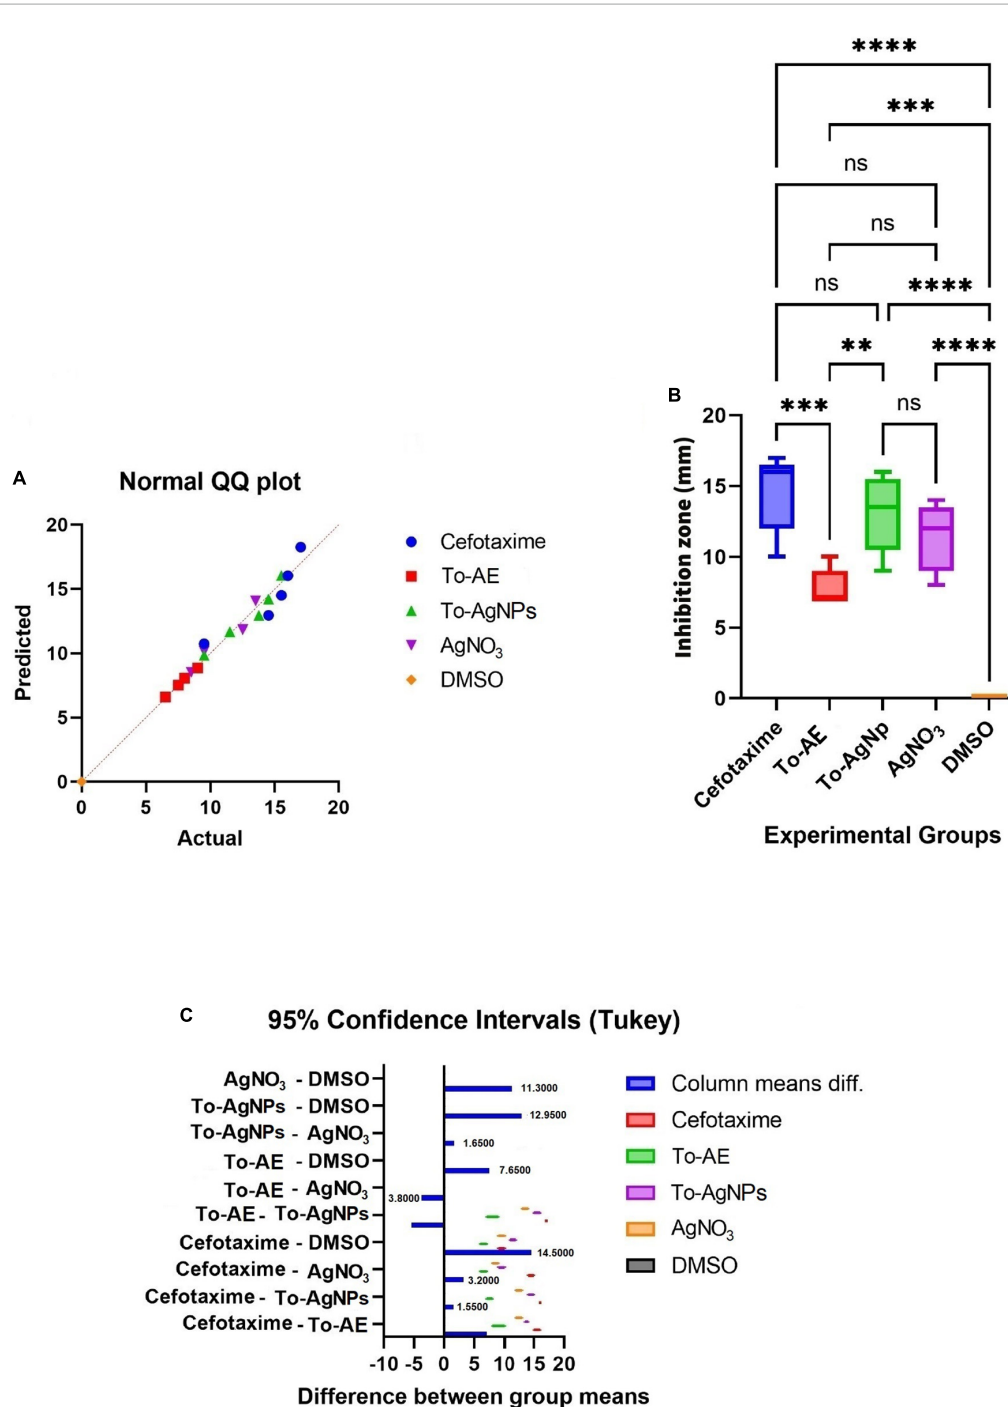 ****
***
ns
ns
ns
****
**
****
B
***
ns
20
15
10
5
0
Inhibition zone (mm)
Cefotaxime
To-AE
To-AgNp
AgNO3
DMSO
Experimental Groups
A
Normal QQ plot
20
15
10
5
0
Predicted
0 5 10 15 20
Actual
Cefotaxime
To-AE
To-AgNPs
AgNO3
DMSO
C
95% Confidence Intervals (Tukey)
AgNO3 - DMSO
11.3000
To-AgNPs - DMSO
12.9500
To-AgNPs - AgNO3
1.6500
To-AE - DMSO
7.6500
To-AE - AgNO3
3.8000
To-AE - To-AgNPs
Cefotaxime - DMSO
14.5000
Cefotaxime - AgNO3
3.2000
Cefotaxime - To-AgNPs
1.5500
Cefotaxime - To-AE
-10 -5 0 5 10 15 20
Difference between group means
Column means diff.
Cefotaxime
To-AE
To-AgNPs
AgNO3
DMSO